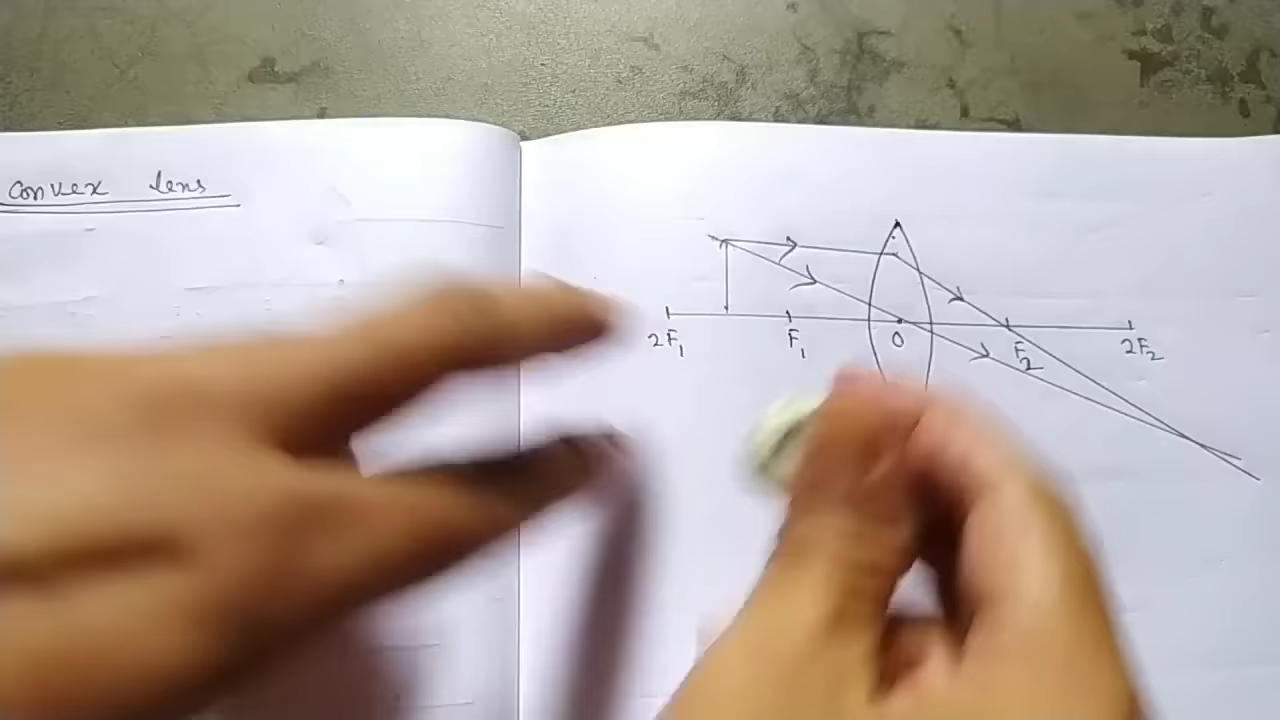 convex lens
2F₁ F₁ O F₂ 2F₂